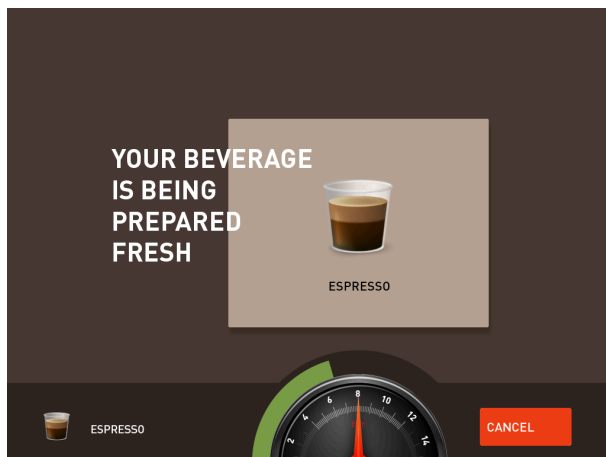 YOUR BEVERAGE
IS BEING
PREPARED
FRESH
ESPRESSO
ESPRESSO
2
4
6
8
10
12
14
CANCEL